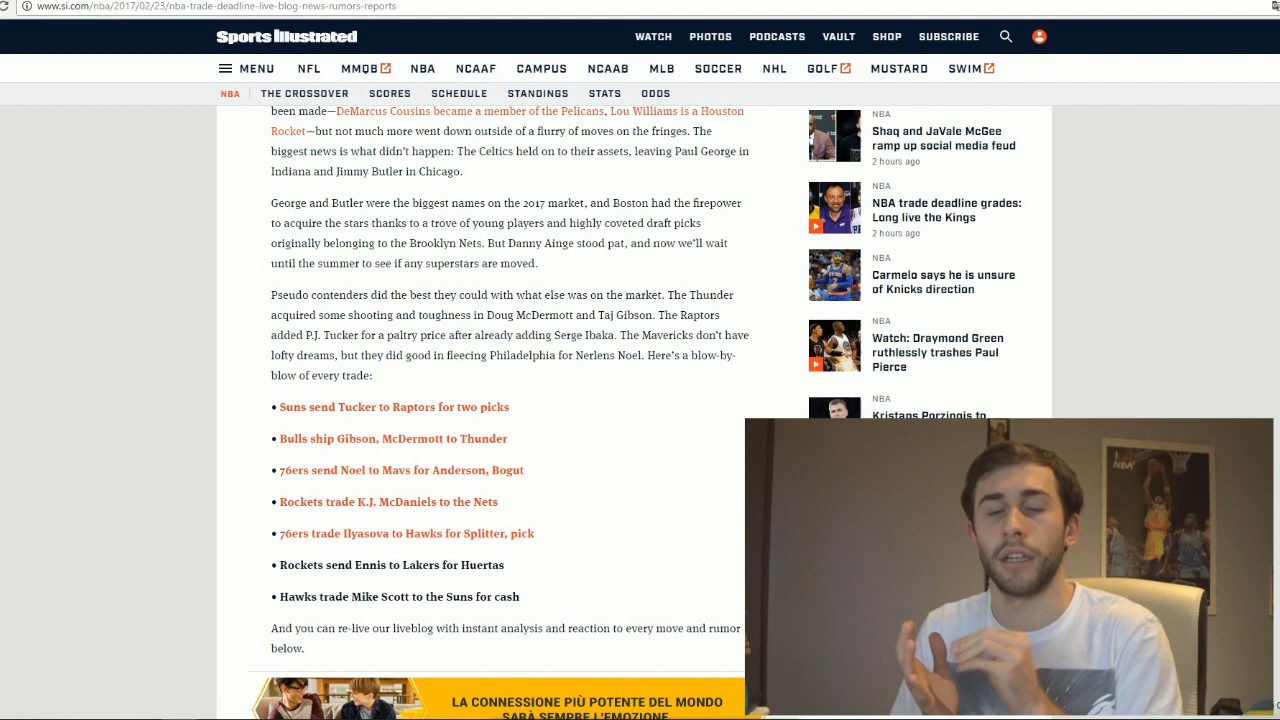 www.si.com/nba/2017/02/23/nba-trade-deadline-live-blog-news-rumors-reports
Sports Illustrated
WATCH PHOTOS PODCASTS VAULT SHOP SUBSCRIBE
MENU NFL MMQB NBA NCAAF CAMPUS NCAAB MLB SOCCER NHL GOLF MUSTARD SWIM
NBA THE CROSSOVER SCORES SCHEDULE STANDINGS STATS ODDS
been made—DeMarcus Cousins became a member of the Pelicans, Lou Williams is a Houston
Rocket—but not much more went down outside of a flurry of moves on the fringes. The
biggest news is what didn't happen: The Celtics held on to their assets, leaving Paul George in
Indiana and Jimmy Butler in Chicago.
George and Butler were the biggest names on the 2017 market, and Boston had the firepower
to acquire the stars thanks to a trove of young players and highly coveted draft picks
originally belonging to the Brooklyn Nets. But Danny Ainge stood pat, and now we'll wait
until the summer to see if any superstars are moved.
Pseudo contenders did the best they could with what else was on the market. The Thunder
acquired some shooting and toughness in Doug McDermott and Taj Gibson. The Raptors
added P.J. Tucker for a paltry price after already adding Serge Ibaka. The Mavericks don't have
lofty dreams, but they did good in fleecing Philadelphia for Nerlens Noel. Here's a blow-by-
blow of every trade:
• Suns send Tucker to Raptors for two picks
• Bulls ship Gibson, McDermott to Thunder
• 76ers send Noel to Mavs for Anderson, Bogut
• Rockets trade K.J. McDaniels to the Nets
• 76ers trade Ilyasova to Hawks for Splitter, pick
• Rockets send Ennis to Lakers for Huertas
• Hawks trade Mike Scott to the Suns for cash
And you can re-live our liveblog with instant analysis and reaction to every move and rumor
below.
LA CONNESSIONE PIÙ POTENTE DEL MONDO
SARÀ SEMPRE L'EMOZIONE
NBA
Shaq and JaVale McGee
ramp up social media feud
2 hours ago
NBA
NBA trade deadline grades:
Long live the Kings
2 hours ago
NBA
Carmelo says he is unsure
of Knicks direction
NBA
Watch: Draymond Green
ruthlessly trashes Paul
Pierce
NBA
Kristaps Porzingis to
NBA